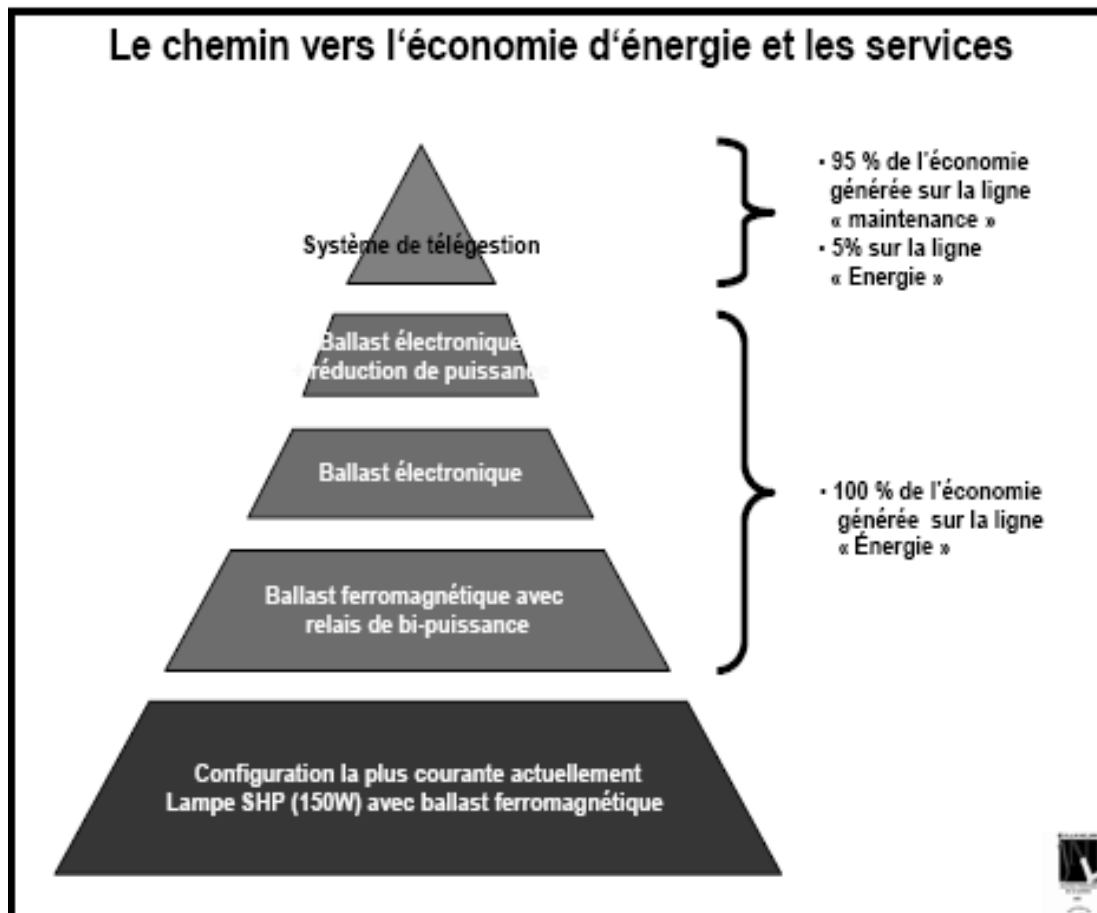 Le chemin vers l‘économie d‘énergie et les services
Système de télégestion
· 95 % de l’économie
générée sur la ligne
« maintenance »
· 5% sur la ligne
« Energie »
Ballast électronique
+ réduction de puissance
Ballast électronique
Ballast ferromagnétique avec
relais de bi-puissance
· 100 % de l’économie
générée sur la ligne
« Énergie »
Configuration la plus courante actuellement
Lampe SHP (150W) avec ballast ferromagnétique